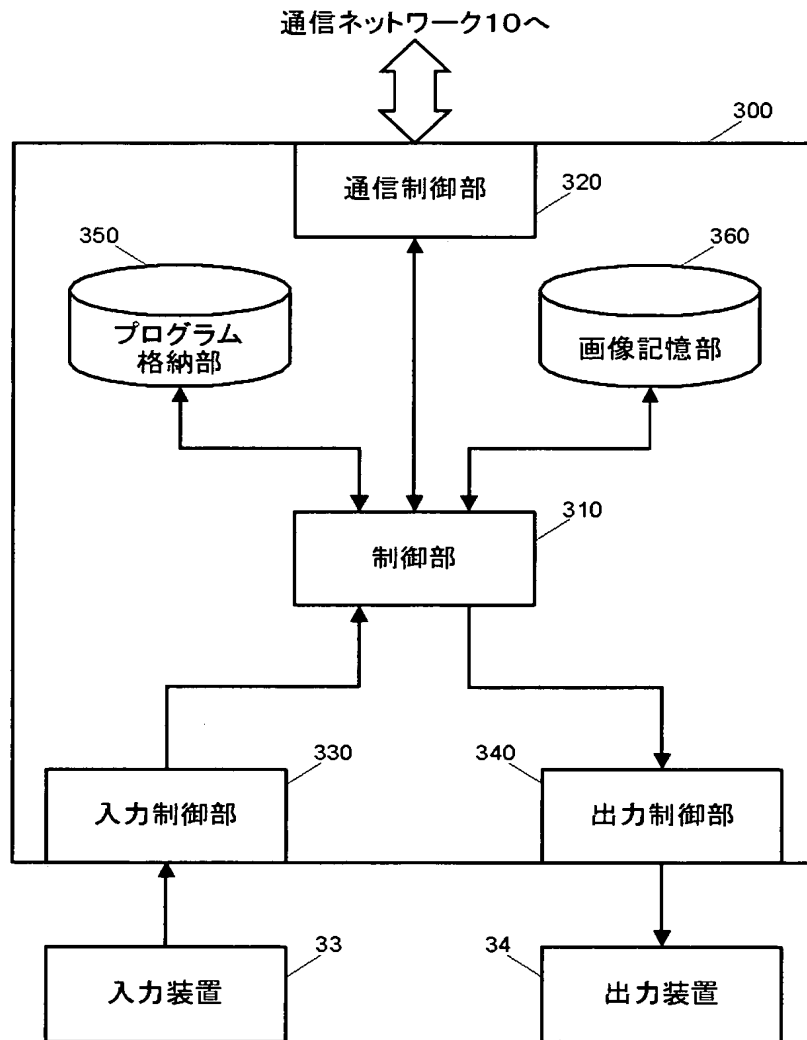 通信ネットワーク10へ
300
通信制御部
320
350
360
プログラム
格納部
画像記憶部
310
制御部
330
340
入力制御部
出力制御部
33
34
入力装置
出力装置